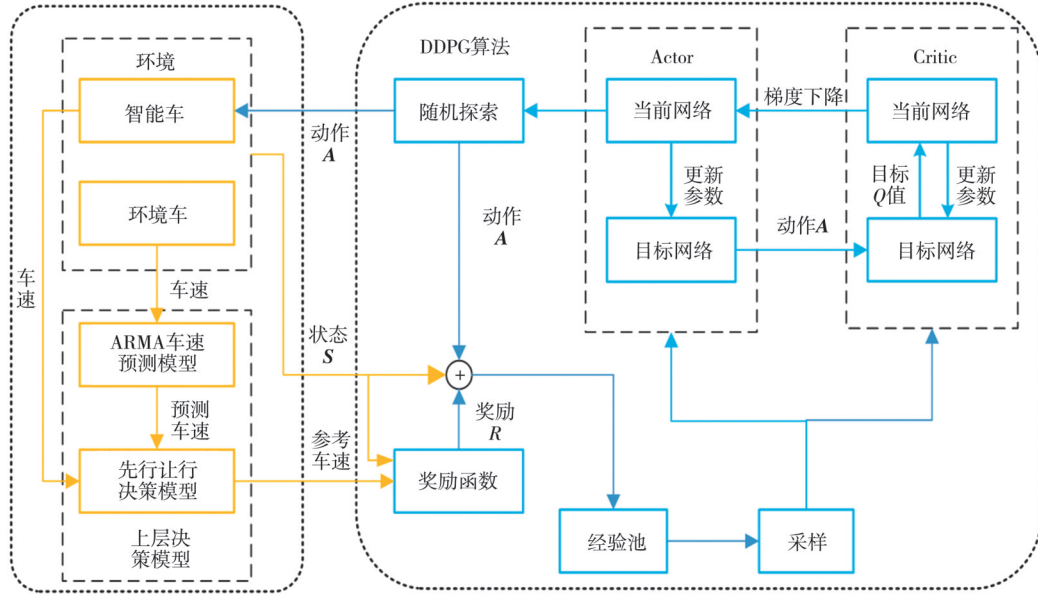 环境
智能车
环境车
车速
车
速
ARMA车速
预测模型
预测
车速
先行让行
决策模型
上层决
策模型
DDPG算法
动作
A
随机探索
动作
A
状态
S
奖励
R
参考
车速
奖励函数
经验池
采样
Actor
当前网络
更新
参数
目标网络
梯度下降
动作A
Critic
当前网络
目标
Q值
更新
参数
目标网络
+